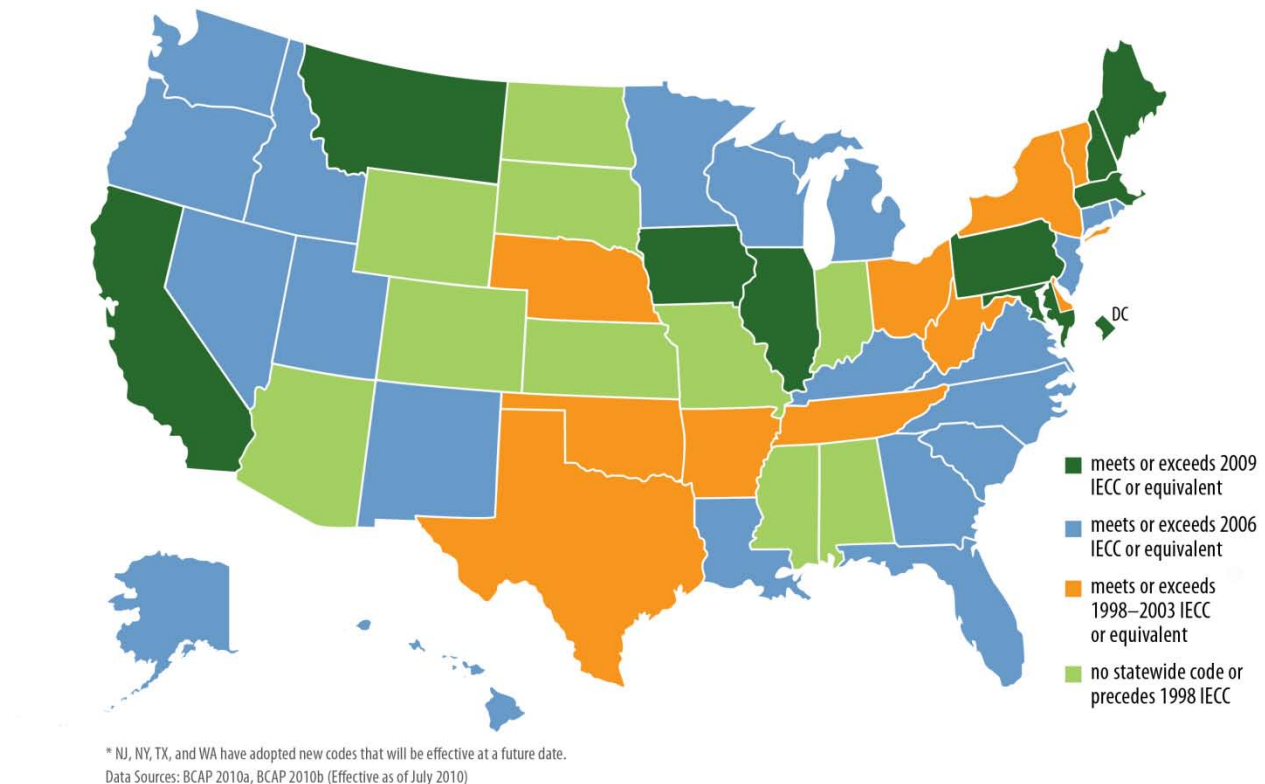 DC
meets or exceeds 2009
IECC or equivalent
meets or exceeds 2006
IECC or equivalent
meets or exceeds
1998–2003 IECC
or equivalent
no statewide code or
precedes 1998 IECC
* NJ, NY, TX, and WA have adopted new codes that will be effective at a future date.
Data Sources: BCAP 2010a, BCAP 2010b (Effective as of July 2010)